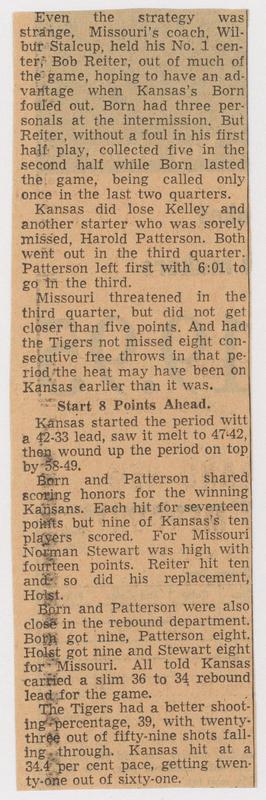 Even the strategy was
strange, Missouri's coach, Wil-
bur Stalcup, held his No. 1 cen-
ter, Bob Reiter, out of much of
the game, hoping to have an ad-
vantage when Kansas's Born
fouled out. Born had three per-
sonals at the intermission. But
Reiter, without a foul in his first
half play, collected five in the
second half while Born lasted
the game, being called only
once in the last two quarters.
Kansas did lose Kelley and
another starter who was sorely
missed, Harold Patterson. Both
went out in the third quarter.
Patterson left first with 6:01 to
go in the third.
Missouri threatened in the
third quarter, but did not get
closer than five points. And had
the Tigers not missed eight con-
secutive free throws in that pe-
riod the heat may have been on
Kansas earlier than it was.
Start 8 Points Ahead.
Kansas started the period witt
a 42-33 lead, saw it melt to 47-42,
then wound up the period on top
by 58-49.
Born and Patterson shared
scoring honors for the winning
Kansans. Each hit for seventeen
points but nine of Kansas's ten
players scored. For Missouri
Norman Stewart was high with
fourteen points. Reiter hit ten
and so did his replacement,
Holst.
Born and Patterson were also
close in the rebound department.
Born got nine, Patterson eight.
Holst got nine and Stewart eight
for Missouri. All told Kansas
carried a slim 36 to 34 rebound
lead for the game.
The Tigers had a better shoot-
ing percentage, 39, with twenty-
three out of fifty-nine shots fall-
ing through. Kansas hit at a
34.4 per cent pace, getting twen-
ty-one out of sixty-one.